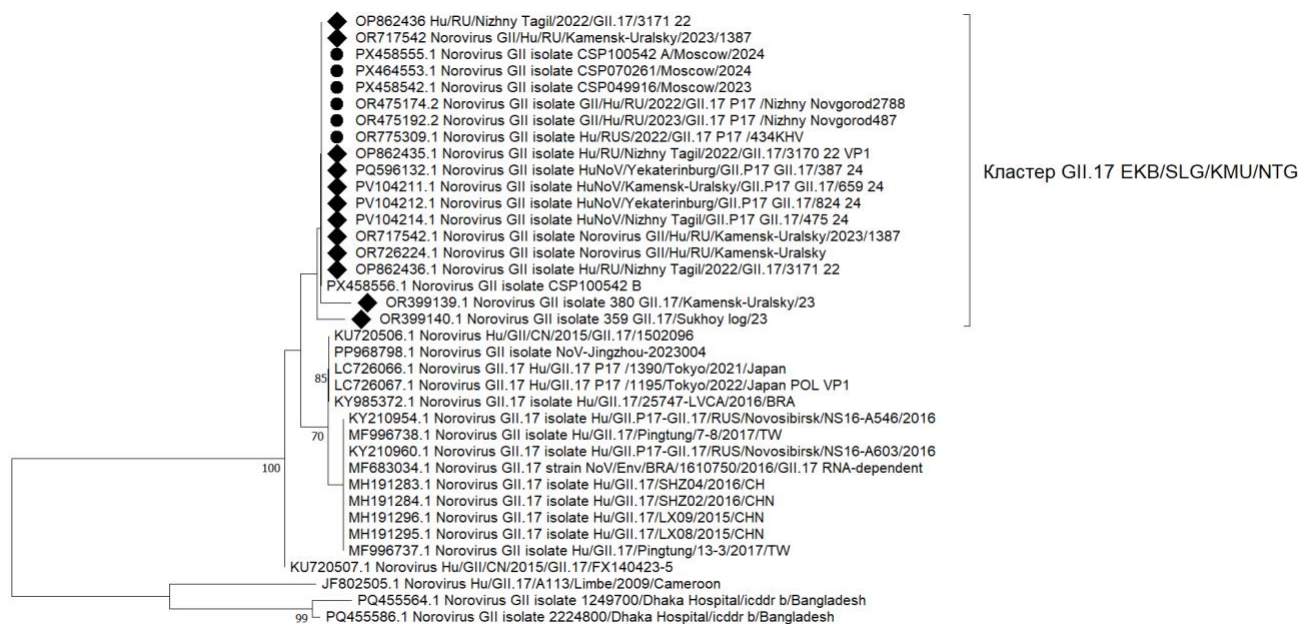 OP862436 Hu/RU/Nizhny Tagil/2022/GII.17/3171 22
OR717542 Norovirus GII/Hu/RU/Kamensk-Uralsky/2023/1387
PX458555.1 Norovirus GII isolate CSP100542 A/Moscow/2024
PX464553.1 Norovirus GII isolate CSP070261/Moscow/2024
PX458542.1 Norovirus GII isolate CSP049916/Moscow/2023
OR475174.2 Norovirus GII isolate GII/Hu/RU/2022/GII.17 P17 /Nizhny Novgorod2788
OR475192.2 Norovirus GII isolate GII/Hu/RU/2023/GII.17 P17 /Nizhny Novgorod487
OR775309.1 Norovirus GII isolate Hu/RUS/2022/GII.17 P17 /434KHV
OP862435.1 Norovirus GII isolate Hu/RU/Nizhny Tagil/2022/GII.17/3170 22 VP1
PQ596132.1 Norovirus GII isolate HuNoV/Yekaterinburg/GII.P17 GII.17/387 24
Кластер GII.17 EKB/SLG/KMU/NTG
PV104211.1 Norovirus GII isolate HuNoV/Kamensk-Uralsky/GII.P17 GII.17/659 24
PV104212.1 Norovirus GII isolate HuNoV/Yekaterinburg/GII.P17 GII.17/824 24
PV104214.1 Norovirus GII isolate HuNoV/Nizhny Tagil/GII.P17 GII.17/475 24
OR717542.1 Norovirus GII isolate Norovirus GII/Hu/RU/Kamensk-Uralsky/2023/1387
OR726224.1 Norovirus GII isolate Norovirus GII/Hu/RU/Kamensk-Uralsky
OP862436.1 Norovirus GII isolate Hu/RU/Nizhny Tagil/2022/GII.17/3171 22
PX458556.1 Norovirus GII isolate CSP100542 B
OR399139.1 Norovirus GII isolate 380 GII.17/Kamensk-Uralsky/23
OR399140.1 Norovirus GII isolate 359 GII.17/Sukhoy log/23
KU720506.1 Norovirus Hu/GII/CN/2015/GII.17/1502096
PP968798.1 Norovirus GII isolate NoV-Jingzhou-2023004
LC726066.1 Norovirus GII.17 Hu/GII.17 P17 /1390/Tokyo/2021/Japan
85
LC726067.1 Norovirus GII.17 Hu/GII.17 P17 /1195/Tokyo/2022/Japan POL VP1
KY985372.1 Norovirus GII isolate Hu/GII.17/25747-LVCA/2016/BRA
KY210954.1 Norovirus GII.17 isolate Hu/GII.P17-GII.17/RUS/Novosibirsk/NS16-A546/2016
70
MF996738.1 Norovirus GII isolate Hu/GII.17/Pingtung/7-8/2017/TW
KY210960.1 Norovirus GII.17 isolate Hu/GII.P17-GII.17/RUS/Novosibirsk/NS16-A603/2016
100
MF683034.1 Norovirus GII.17 strain NoV/Env/BRA/1610750/2016/GII.17 RNA-dependent
MH191283.1 Norovirus GII.17 isolate Hu/GII.17/SHZ04/2016/CH
MH191284.1 Norovirus GII.17 isolate Hu/GII.17/SHZ02/2016/CHN
MH191296.1 Norovirus GII.17 isolate Hu/GII.17/LX09/2015/CHN
MH191295.1 Norovirus GII.17 isolate Hu/GII.17/LX08/2015/CHN
MF996737.1 Norovirus GII isolate Hu/GII.17/Pingtung/13-3/2017/TW
KU720507.1 Norovirus Hu/GII/CN/2015/GII.17/FX140423-5
JF802505.1 Norovirus Hu/GII.17/A113/Limbe/2009/Cameroon
PQ455564.1 Norovirus GII isolate 1249700/Dhaka Hospital/icddr b/Bangladesh
99
PQ455586.1 Norovirus GII isolate 2224800/Dhaka Hospital/icddr b/Bangladesh